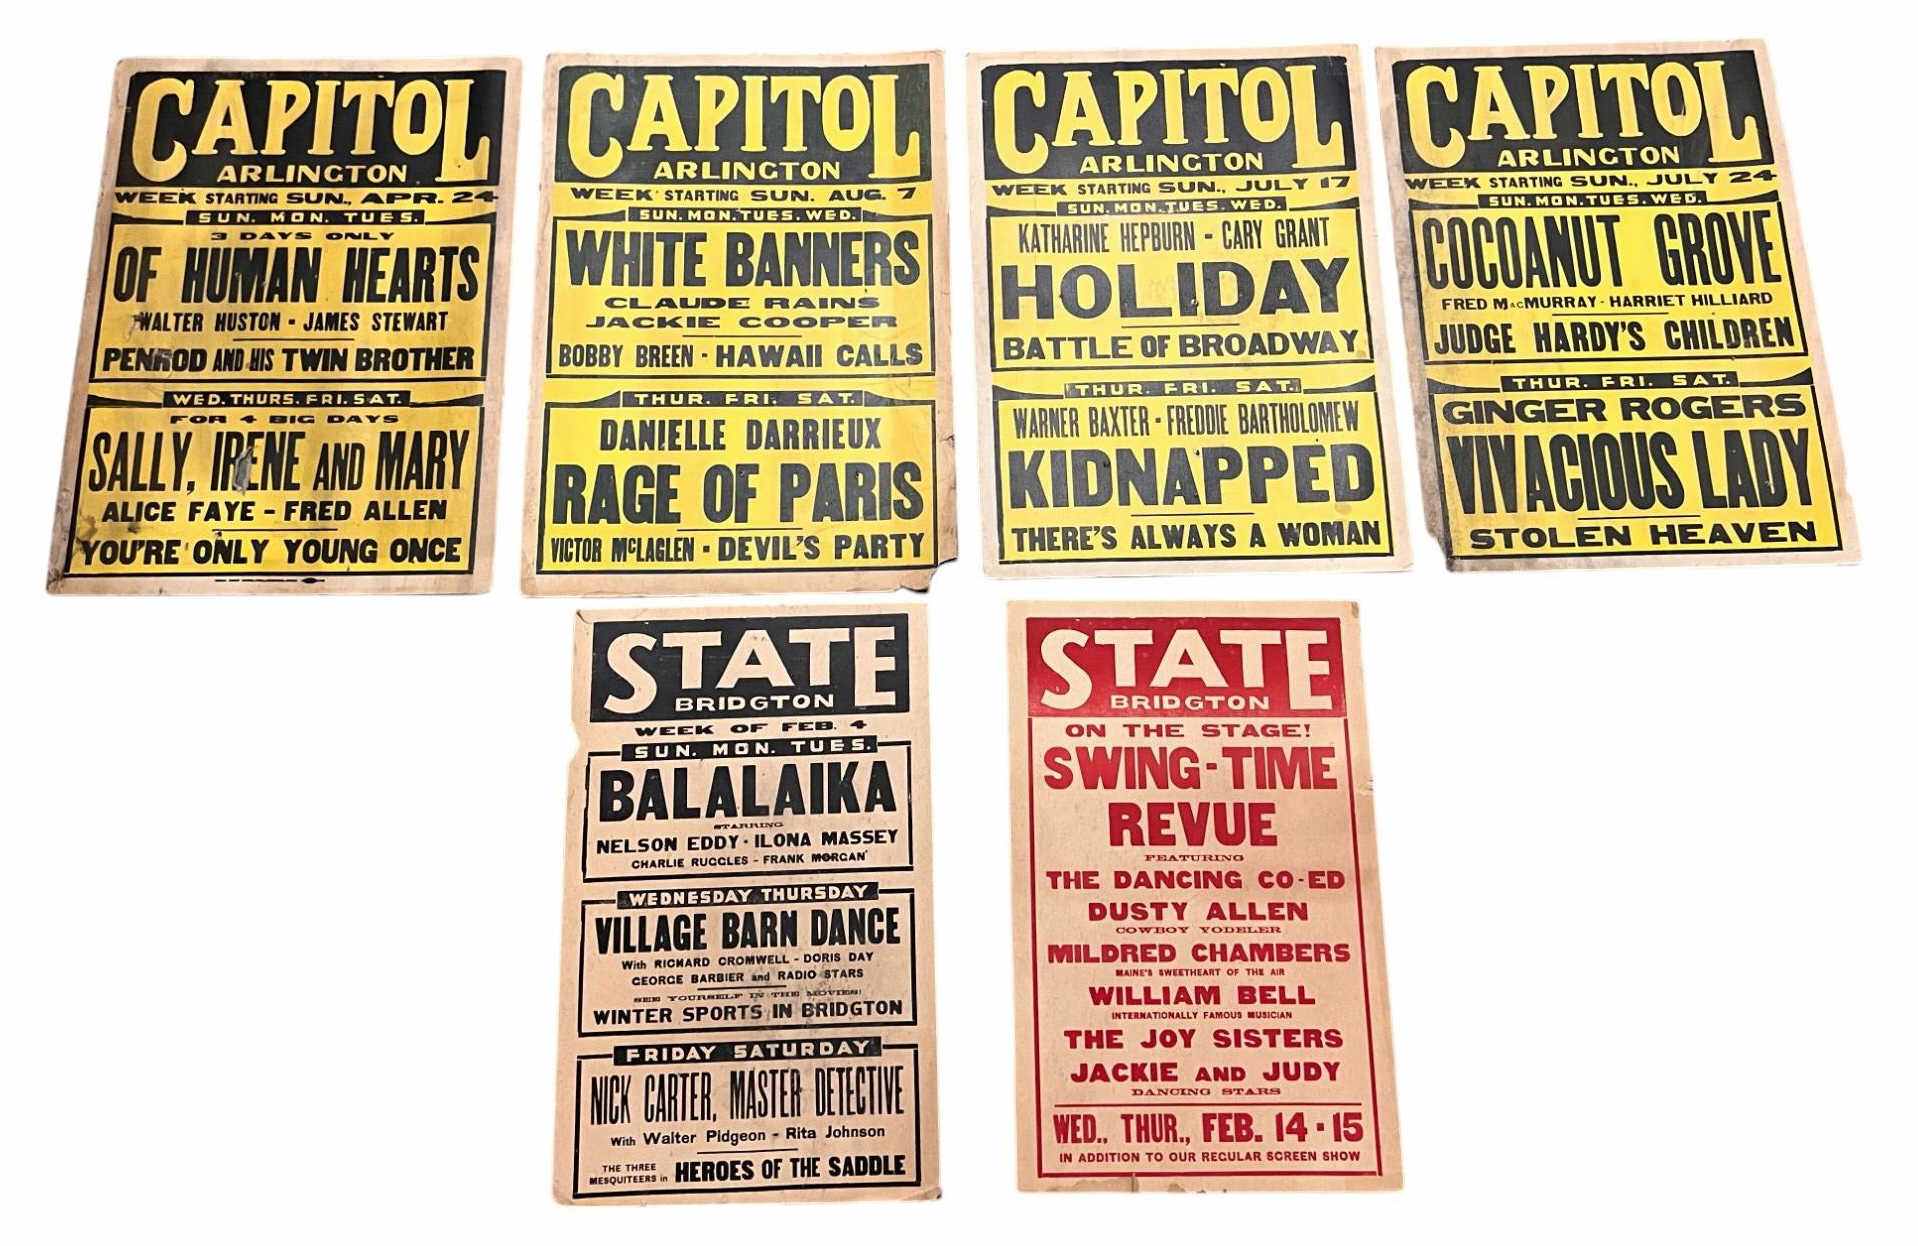 CAPITOL
ARLINGTON
WEEK STARTING SUN., APR. 24
SUN. MON. TUES.
3 DAYS ONLY
OF HUMAN HEARTS
WALTER HUSTON - JAMES STEWART
PENROD AND HIS TWIN BROTHER
WED. THURS. FRI. SAT.
FOR 4 BIG DAYS
SALLY, IRENE AND MARY
ALICE FAYE - FRED ALLEN
YOU'RE ONLY YOUNG ONCE
CAPITOL
ARLINGTON
WEEK STARTING SUN. AUG. 7
SUN. MON. TUES. WED.
WHITE BANNERS
CLAUDE RAINS
JACKIE COOPER
BOBBY BREEN - HAWAII CALLS
THUR. FRI. SAT.
DANIELLE DARRIEUX
RAGE OF PARIS
VICTOR McLAGLEN - DEVIL'S PARTY
CAPITOL
ARLINGTON
WEEK STARTING SUN., JULY 17
SUN. MON. TUES. WED.
KATHARINE HEPBURN - CARY GRANT
HOLIDAY
BATTLE OF BROADWAY
THUR. FRI. SAT.
WARNER BAXTER - FREDDIE BARTHOLOMEW
KIDNAPPED
THERE'S ALWAYS A WOMAN
CAPITOL
ARLINGTON
WEEK STARTING SUN., JULY 24
SUN. MON. TUES. WED.
COCOANUT GROVE
FRED MacMURRAY - HARRIET HILLIARD
JUDGE HARDY'S CHILDREN
THUR. FRI. SAT.
GINGER ROGERS
VIVACIOUS LADY
STOLEN HEAVEN
STATE
BRIDGTON
WEEK OF FEB. 4
SUN. MON. TUES.
BALALAIKA
STARRING
NELSON EDDY - ILONA MASSEY
CHARLIE RUGGLES - FRANK MORGAN
WEDNESDAY THURSDAY
VILLAGE BARN DANCE
With RICHARD CROMWELL - DORIS DAY
GEORGE BARBIER and RADIO STARS
SEE YOURSELF IN THE MOVIES!
WINTER SPORTS IN BRIDGTON
FRIDAY SATURDAY
NICK CARTER, MASTER DETECTIVE
With Walter Pidgeon - Rita Johnson
THE THREE MESQUITEERS in HEROES OF THE SADDLE
STATE
BRIDGTON
ON THE STAGE!
SWING-TIME
REVUE
FEATURING
THE DANCING CO-ED
DUSTY ALLEN
COWBOY YODELER
MILDRED CHAMBERS
MAINE'S SWEETHEART OF THE AIR
WILLIAM BELL
INTERNATIONALLY FAMOUS MUSICIAN
THE JOY SISTERS
JACKIE AND JUDY
DANCING STARS
WED., THUR., FEB. 14 - 15
IN ADDITION TO OUR REGULAR SCREEN SHOW